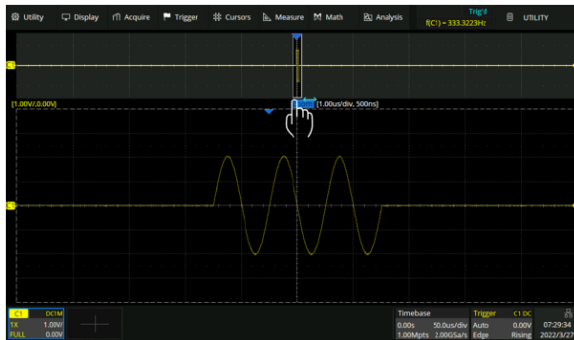 Utility Display Acquire Trigger Cursors Measure Math Analysis Trig'd f(C1) = 333.3223Hz UTILITY
C1
[1.00V/,0.00V] [1.00us/div, 500ns]
C1
C1 DC1M
1X 1.00V/
FULL 0.00V
Timebase
0.00s 50.0us/div
1.00Mpts 2.00GSa/s
Trigger C1 DC
Auto 0.00V
Edge Rising
07:29:34
2022/3/27